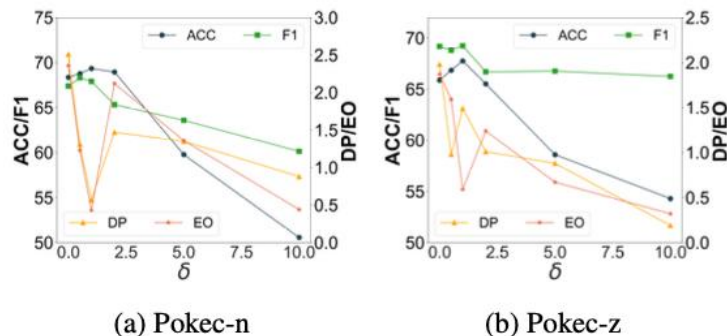 75
3.0
ACC
F1
70
2.5
65
2.0
ACC/F1
60
1.5
DP/EO
1.0
55
0.5
DP
EO
50
0.0
0.0
2.5
5.0
7.5
10.0
δ
(a) Pokec-n
2.5
70
ACC
F1
2.0
65
1.5
ACC/F1
60
DP/EO
1.0
55
0.5
DP
EO
50
0.0
0.0
2.5
5.0
7.5
10.0
δ
(b) Pokec-z